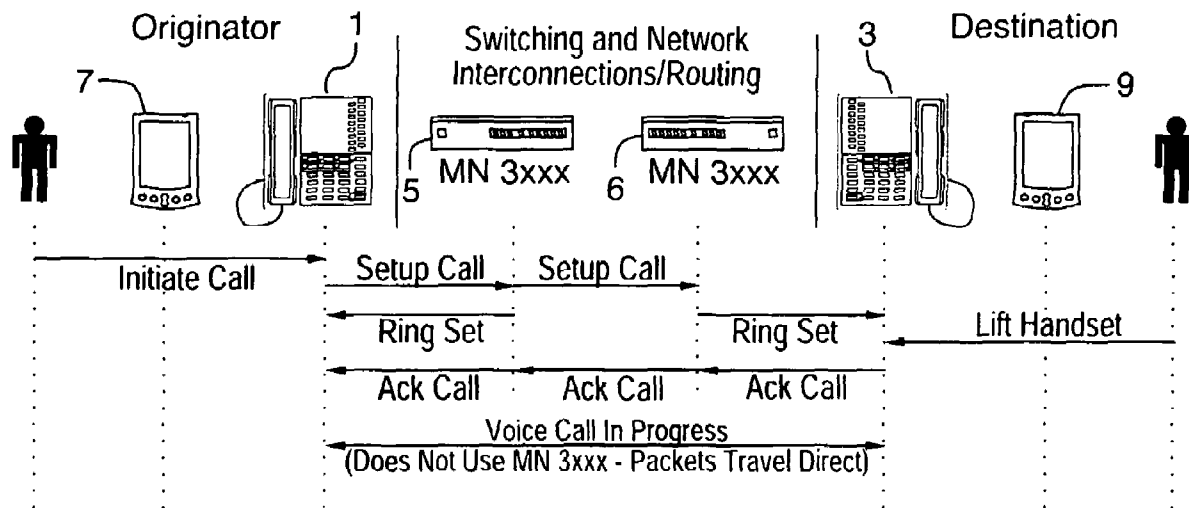 Originator
1
Switching and Network
Interconnections/Routing
3
Destination
7
9
5
MN 3xxx
6
MN 3xxx
Initiate Call
Setup Call
Setup Call
Ring Set
Ring Set
Lift Handset
Ack Call
Ack Call
Ack Call
Voice Call In Progress
(Does Not Use MN 3xxx - Packets Travel Direct)